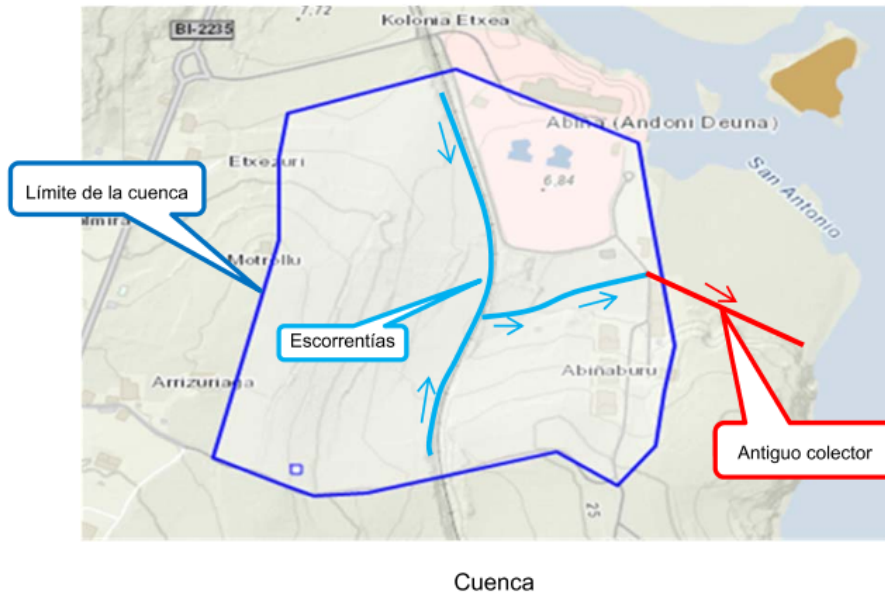 7,72
Kolonia Etxea
BI-2235
Abiña (Andoni Deuna)
Etxezuri
6,84
San Antonio
Límite de la cuenca
Motrollu
Escorrentías
Arrizuriaga
Abiñaburu
Antiguo colector
25
Cuenca